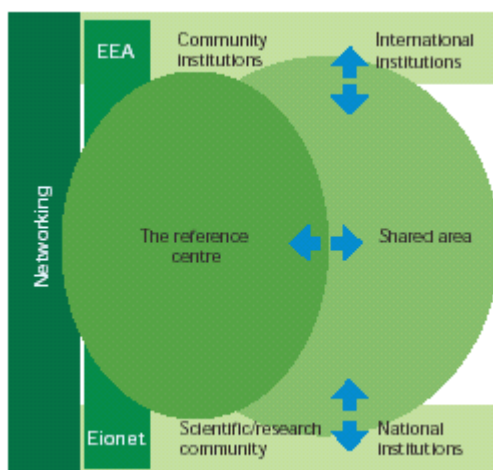 EEA
Community
institutions
International
institutions
Networking
The reference
centre
Shared area
Eionet
Scientific/research
community
National
institutions